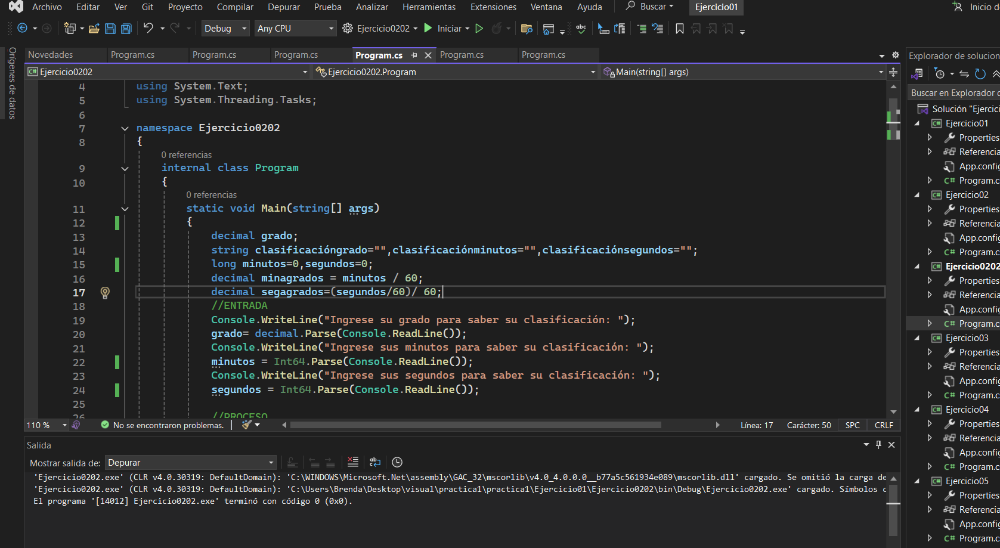 Archivo Editar Ver Git Proyecto Compilar Depurar Prueba Analizar Herramientas Extensiones Ventana Ayuda Buscar Ejercicio01 Inicio de
Debug Any CPU Ejercicio0202 Iniciar
Orígenes de datos
Novedades Program.cs Program.cs Program.cs Program.cs Program.cs Program.cs
Ejercicio0202 Ejercicio0202.Program Main(string[] args)
4 using System.Text;
5 using System.Threading.Tasks;
6
7 namespace Ejercicio0202
8 {
0 referencias
9 internal class Program
10 {
0 referencias
11 static void Main(string[] args)
12 {
13 decimal grado;
14 string clasificacióngrado="",clasificaciónminutos="",clasificaciónsegundos="";
15 long minutos=0,segundos=0;
16 decimal minagrados = minutos / 60;
17 decimal segagrados=(segundos/60)/ 60;
18 //ENTRADA
19 Console.WriteLine("Ingrese su grado para saber su clasificación: ");
20 grado= decimal.Parse(Console.ReadLine());
21 Console.WriteLine("Ingrese sus minutos para saber su clasificación: ");
22 minutos = Int64.Parse(Console.ReadLine());
23 Console.WriteLine("Ingrese sus segundos para saber su clasificación: ");
24 segundos = Int64.Parse(Console.ReadLine());
25
26 //PROCESO
110 % No se encontraron problemas. Línea: 17 Carácter: 50 SPC CRLF
Salida
Mostrar salida de: Depurar
'Ejercicio0202.exe' (CLR v4.0.30319: DefaultDomain): 'C:\WINDOWS\Microsoft.Net\assembly\GAC_32\mscorlib\v4.0_4.0.0.0__b77a5c561934e089\mscorlib.dll' cargado. Se omitió la carga de
'Ejercicio0202.exe' (CLR v4.0.30319: DefaultDomain): 'C:\Users\Brenda\Desktop\visual\practica1\practica1\Ejercicio01\Ejercicio0202\bin\Debug\Ejercicio0202.exe' cargado. Símbolos c
El programa '[14012] Ejercicio0202.exe' terminó con código 0 (0x0).
Explorador de solucion
Buscar en Explorador d
Solución "Ejercici
Ejercicio01
Properties
Referencia
App.config
Program.c
Ejercicio02
Properties
Referencia
App.config
Program.c
Ejercicio0202
Properties
Referencia
App.config
Program.c
Ejercicio03
Properties
Referencia
App.config
Program.c
Ejercicio04
Properties
Referencia
App.config
Program.c
Ejercicio05
Properties
Referencia
App.config
Program.c